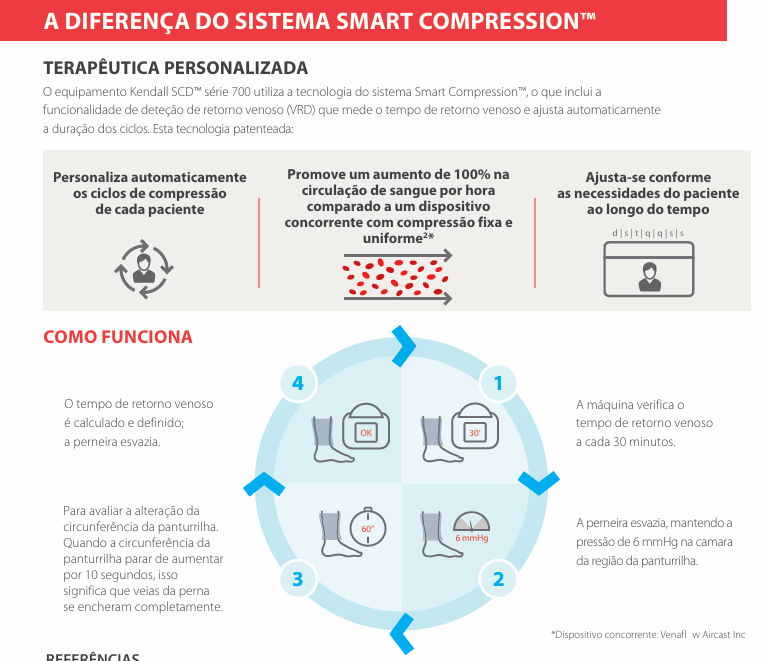 A DIFERENÇA DO SISTEMA SMART COMPRESSION™
TERAPÊUTICA PERSONALIZADA
O equipamento Kendall SCD™ série 700 utiliza a tecnologia do sistema Smart Compression™, o que inclui a
funcionalidade de deteção de retorno venoso (VRD) que mede o tempo de retorno venoso e ajusta automaticamente
a duração dos ciclos. Esta tecnologia patenteada:
Personaliza automaticamente
os ciclos de compressão
de cada paciente
Promove um aumento de 100% na
circulação de sangue por hora
comparado a um dispositivo
concorrente com compressão fixa e
uniforme²*
Ajusta-se conforme
as necessidades do paciente
ao longo do tempo
d | s | t | q | q | s | s
COMO FUNCIONA
4
1
O tempo de retorno venoso
é calculado e definido;
a perneira esvazia.
OK
30'
A máquina verifica o
tempo de retorno venoso
a cada 30 minutos.
Para avaliar a alteração da
circunferência da panturrilha.
Quando a circunferência da
panturrilha parar de aumentar
por 10 segundos, isso
significa que veias da perna
se encheram completamente.
60"
6 mmHg
A perneira esvazia, mantendo a
pressão de 6 mmHg na camara
da região da panturrilha.
3
2
*Dispositivo concorrente: Venafl w Aircast Inc
REFERÊNCIAS